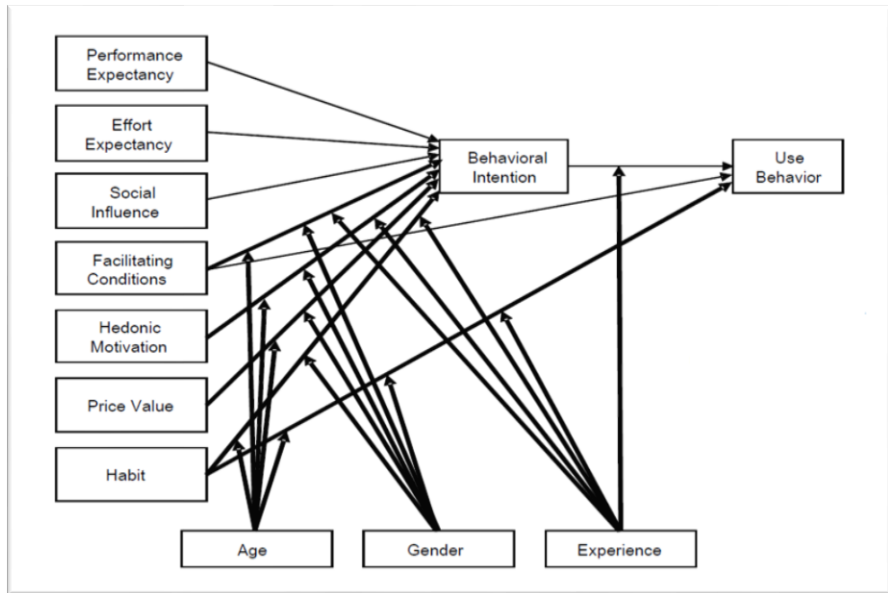 Performance
Expectancy
Effort
Expectancy
Social
Influence
Facilitating
Conditions
Hedonic
Motivation
Price Value
Habit
Behavioral
Intention
Use
Behavior
Age
Gender
Experience